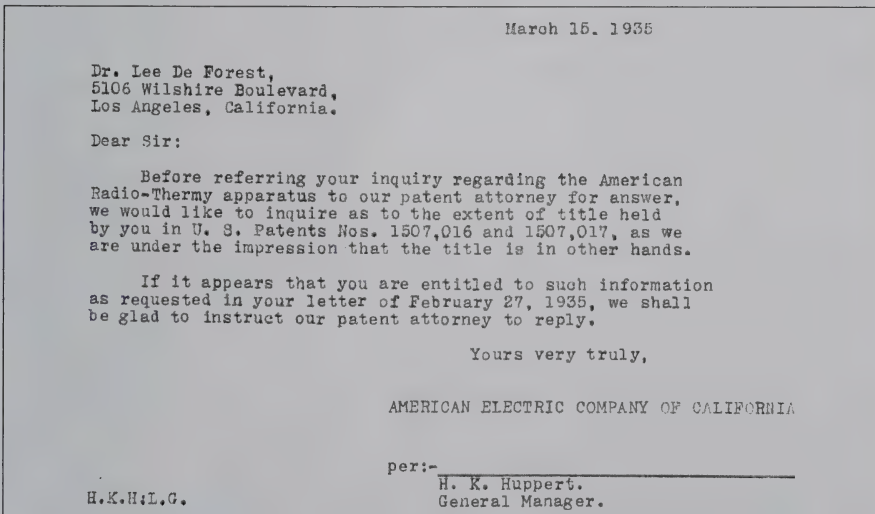 March 15. 1935
Dr. Lee De Forest,
5106 Wilshire Boulevard,
Los Angeles, California.
Dear Sir:
Before referring your inquiry regarding the American
Radio-Thermy apparatus to our patent attorney for answer,
we would like to inquire as to the extent of title held
by you in U. S. Patents Nos. 1507,016 and 1507,017, as we
are under the impression that the title is in other hands.
If it appears that you are entitled to such information
as requested in your letter of February 27, 1935, we shall
be glad to instruct our patent attorney to reply.
Yours very truly,
AMERICAN ELECTRIC COMPANY OF CALIFORNIA
per:-
H. K. Huppert.
H.K.H:L.G. General Manager.